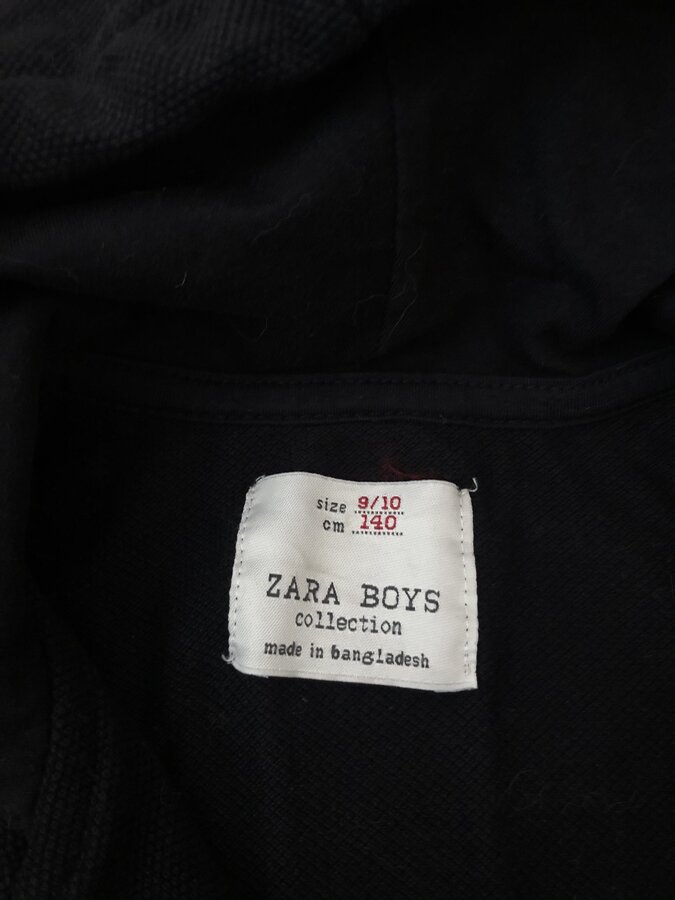 size 9/10
cm 140
ZARA BOYS
collection
made in bangladesh